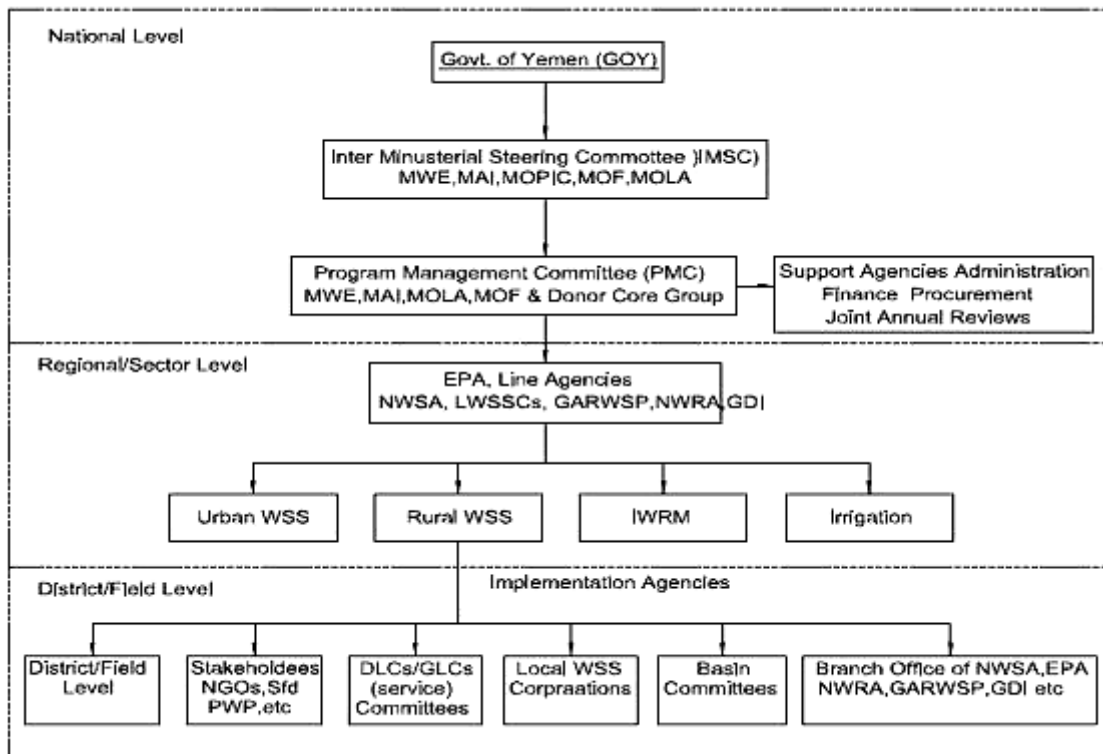 National Level
Govt. of Yemen (GOY)
Inter Minusterial Steering Commottee )IMSC)
MWE,MAI,MOPIC,MOF,MOLA
Program Management Committee (PMC)
MWE,MAI,MOLA,MOF & Donor Core Group
Support Agencies Administration
Finance Procurement
Joint Annual Reviews
Regional/Sector Level
EPA, Line Agencies
NWSA, LWSSCs, GARWSP,NWRA,GDI
Urban WSS
Rural WSS
IWRM
Irrigation
District/Field Level
Implementation Agencies
District/Field
Level
Stakeholdees
NGOs,Sfd
PWP,etc
DLCs/GLCs
(service)
Committees
Local WSS
Corpraations
Basin
Committees
Branch Office of NWSA,EPA
NWRA,GARWSP,GDI etc